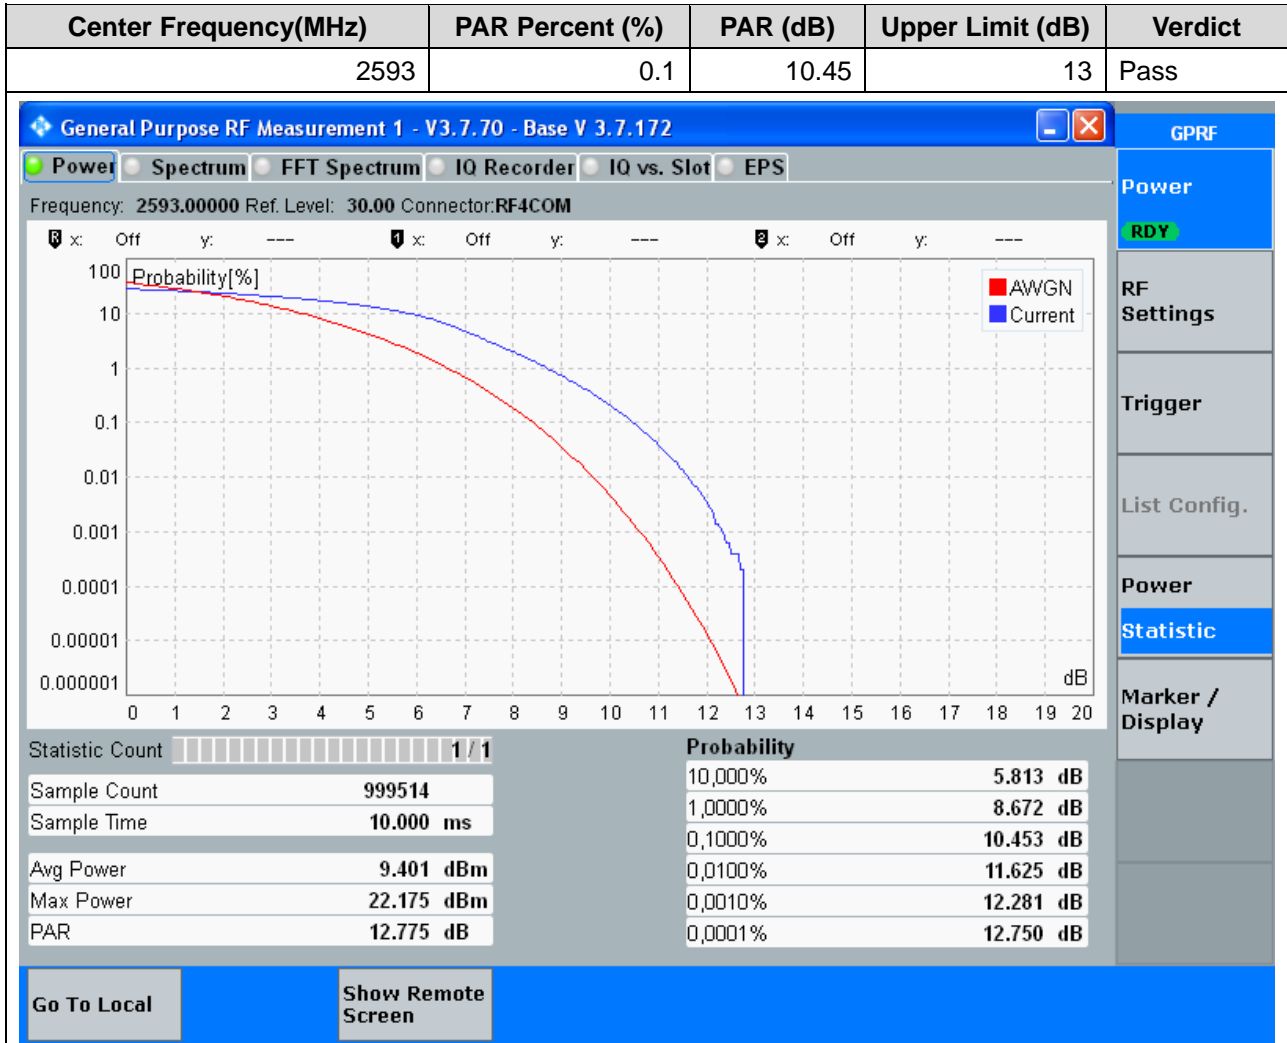 Center Frequency(MHz) PAR Percent (%) PAR (dB) Upper Limit (dB) Verdict
2593 0.1 10.45 13 Pass
General Purpose RF Measurement 1 - V3.7.70 - Base V 3.7.172
GPRF
Power Spectrum FFT Spectrum IQ Recorder IQ vs. Slot EPS
Frequency: 2593.00000 Ref. Level: 30.00 Connector:RF4COM
R x: Off y: --- 1 x: Off y: --- 2 x: Off y: ---
Probability[%]
AWGN
Current
100
10
1
0.1
0.01
0.001
0.0001
0.00001
0.000001
dB
0 1 2 3 4 5 6 7 8 9 10 11 12 13 14 15 16 17 18 19 20
Statistic Count 1 / 1
Sample Count 999514
Sample Time 10.000 ms
Avg Power 9.401 dBm
Max Power 22.175 dBm
PAR 12.775 dB
Probability
10,000% 5.813 dB
1,0000% 8.672 dB
0,1000% 10.453 dB
0,0100% 11.625 dB
0,0010% 12.281 dB
0,0001% 12.750 dB
Power
RDY
RF
Settings
Trigger
List Config.
Power
Statistic
Marker /
Display
Go To Local
Show Remote
Screen